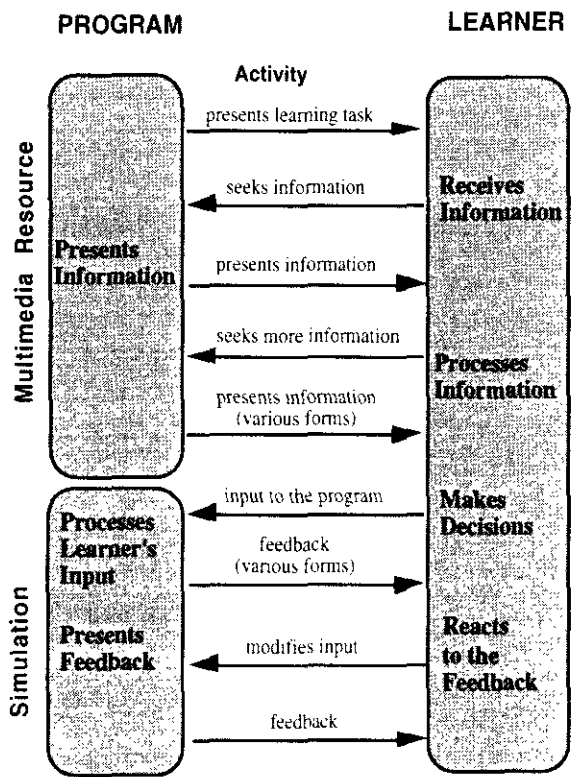 PROGRAM
LEARNER
Activity
Multimedia Resource
presents learning task
seeks information
Receives
Information
Presents
Information
presents information
seeks more information
Processes
Information
presents information
(various forms)
Simulation
input to the program
Makes
Decisions
Processes
Learner's
Input
feedback
(various forms)
Presents
Feedback
modifies input
Reacts
to the
Feedback
feedback